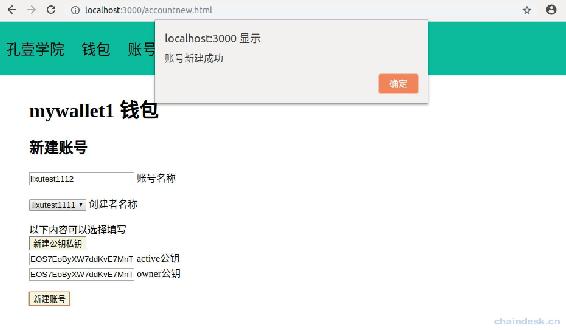 localhost:3000/accountnew.html
孔壹学院 钱包 账号
localhost:3000 显示
账号新建成功
确定
mywallet1 钱包
新建账号
lixutest1112 账号名称
lixutest1111 创建者名称
以下内容可以选择填写
新建公钥私钥
active公钥
owner公钥
新建账号
chaindesk.cn